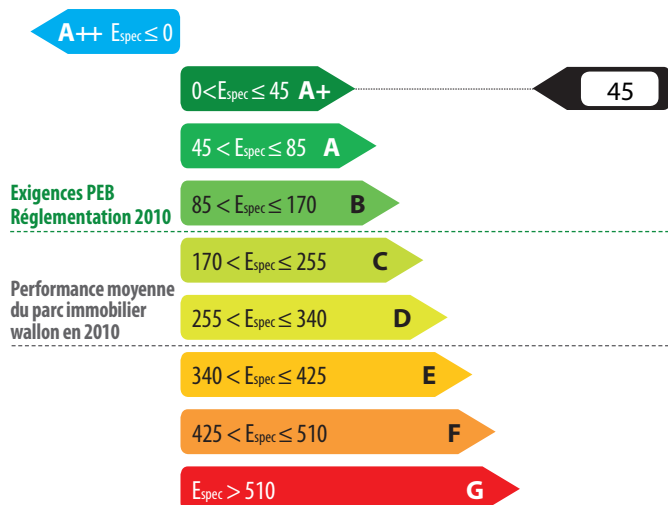 A++ Espec ≤ 0
0<Espec ≤ 45 A+
45
45 < Espec ≤ 85 A
Exigences PEB
Réglementation 2010
85 < Espec ≤ 170 B
170 < Espec ≤ 255 C
Performance moyenne
du parc immobilier
wallon en 2010
255 < Espec ≤ 340 D
340 < Espec ≤ 425 E
425 < Espec ≤ 510 F
Espec > 510 G